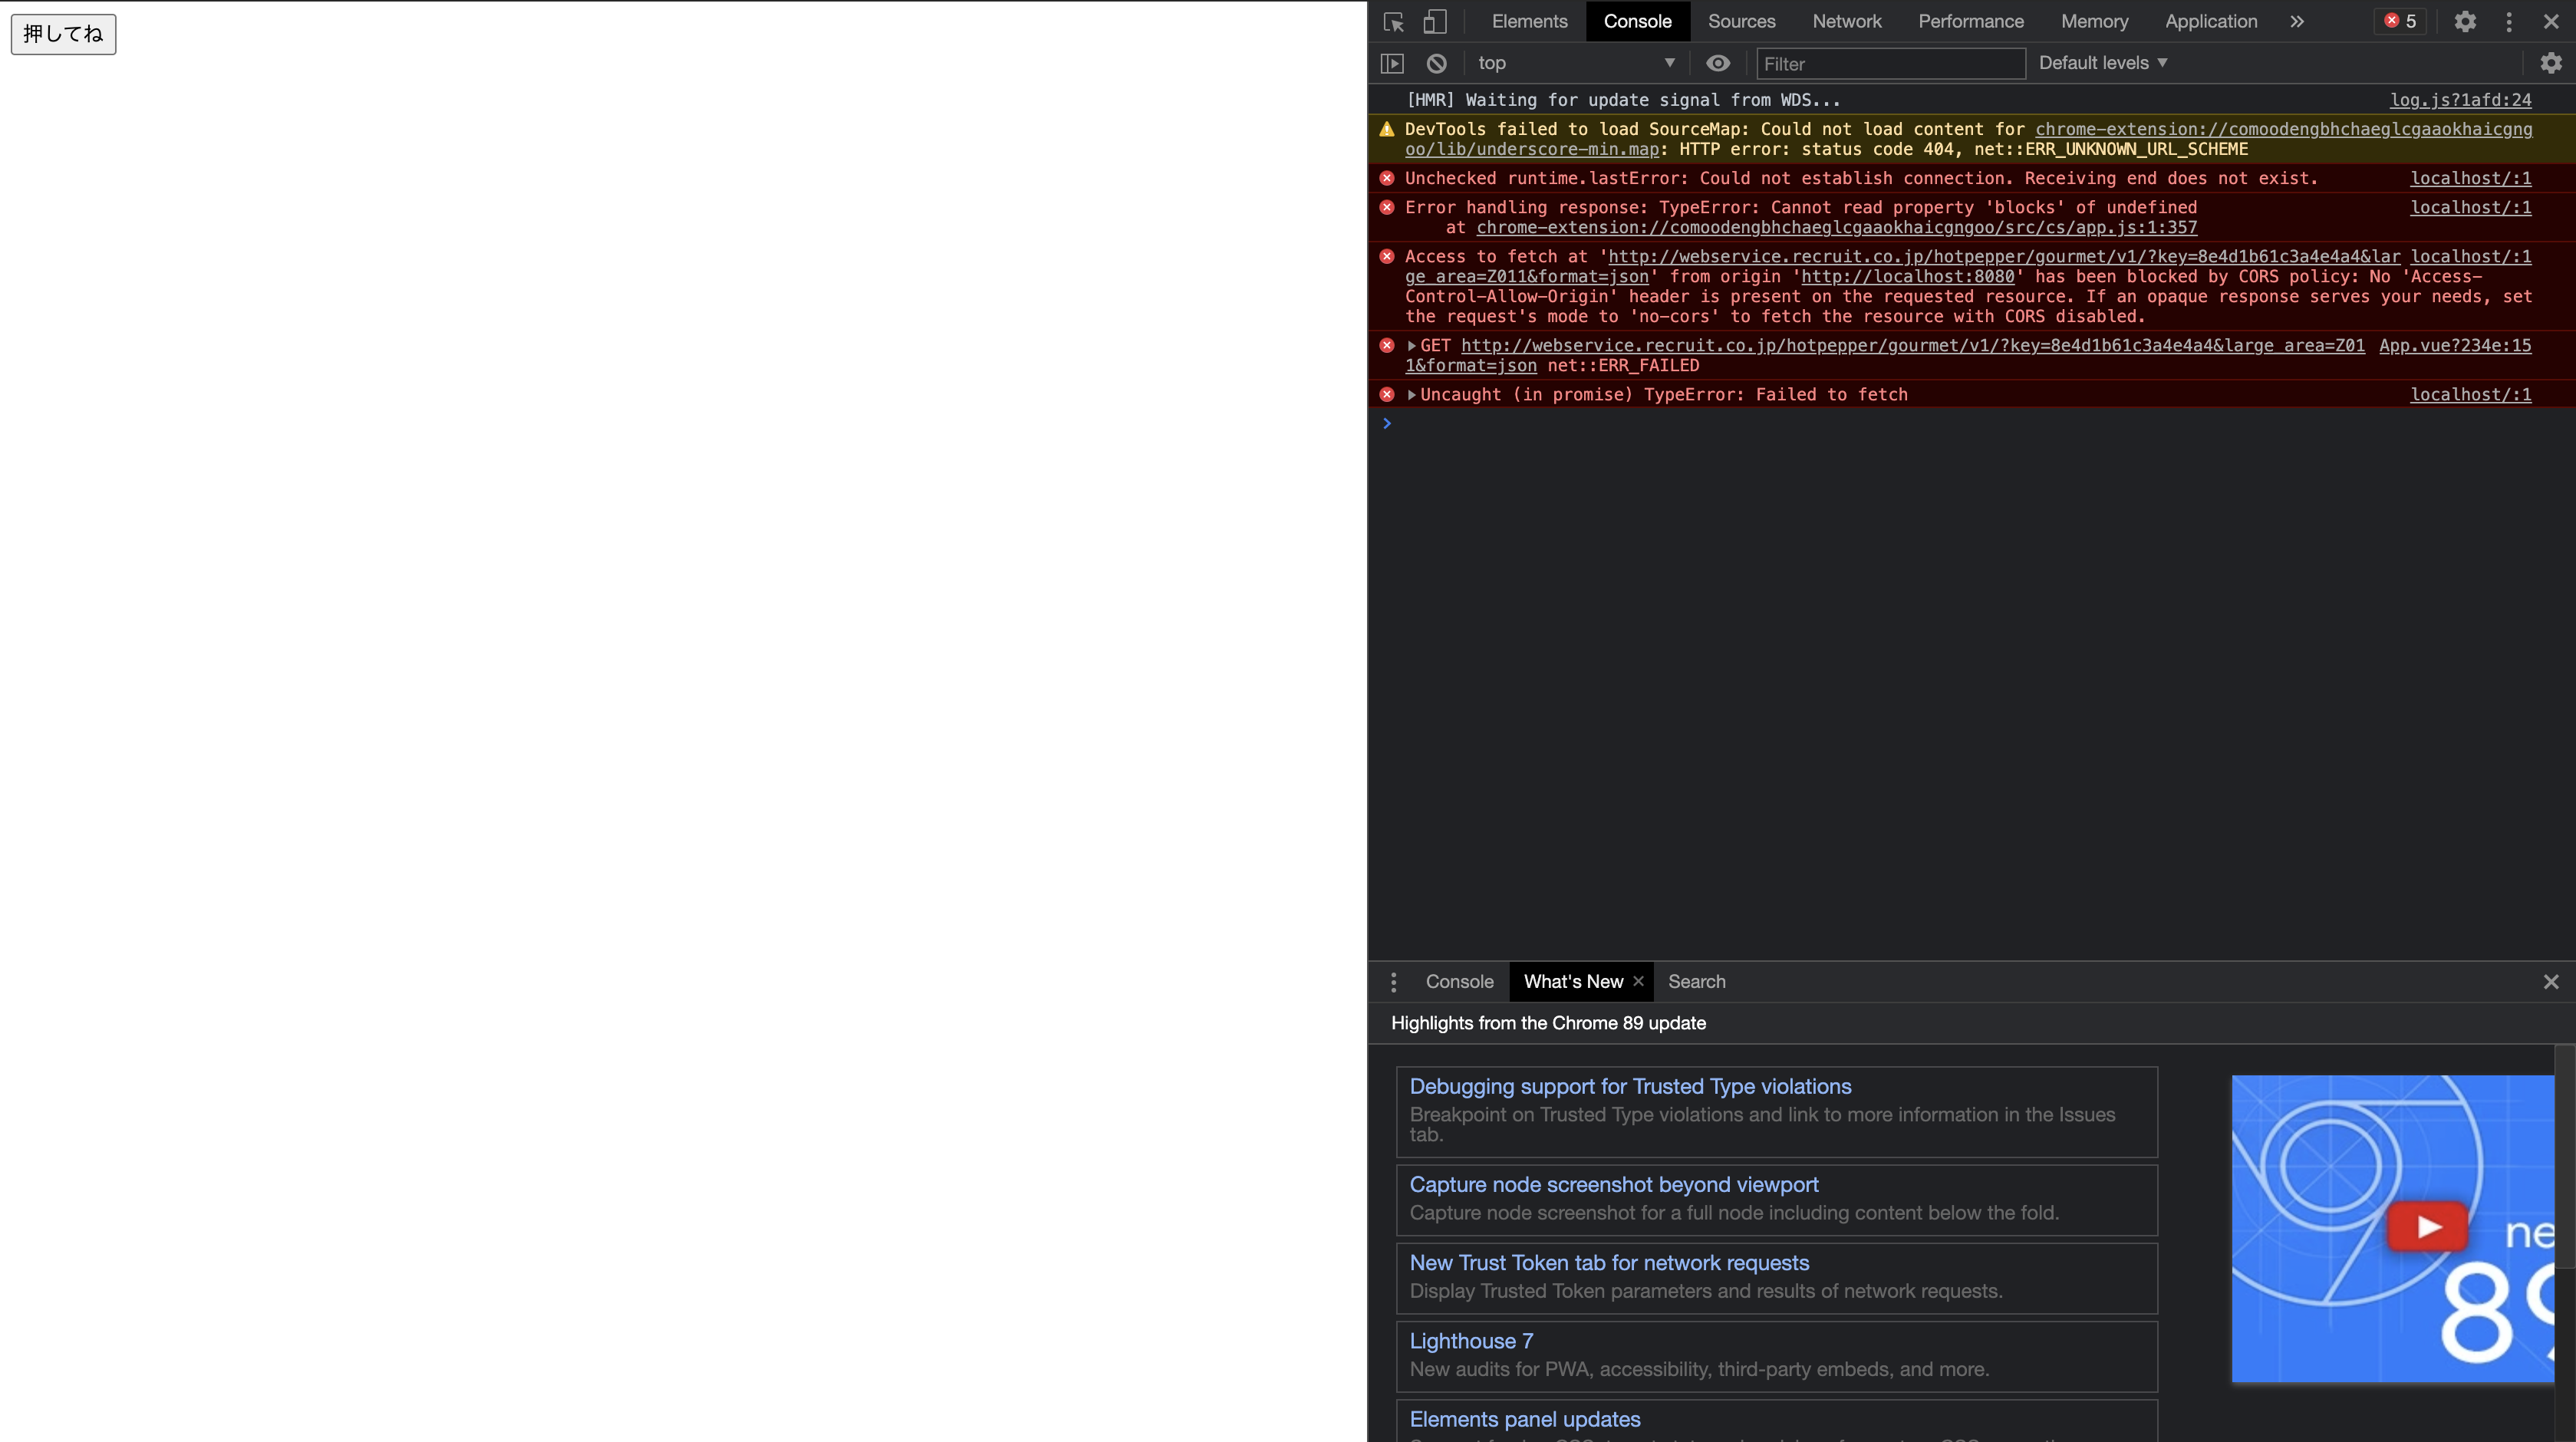 押してね
Elements Console Sources Network Performance Memory Application » 5
top Filter Default levels
[HMR] Waiting for update signal from WDS... log.js?1afd:24
DevTools failed to load SourceMap: Could not load content for chrome-extension://comoodengbhchaeglcgaaokhaicgng
oo/lib/underscore-min.map: HTTP error: status code 404, net::ERR_UNKNOWN_URL_SCHEME
Unchecked runtime.lastError: Could not establish connection. Receiving end does not exist. localhost/:1
Error handling response: TypeError: Cannot read property 'blocks' of undefined localhost/:1
at chrome-extension://comoodengbhchaeglcgaaokhaicgngoo/src/cs/app.js:1:357
Access to fetch at 'http://webservice.recruit.co.jp/hotpepper/gourmet/v1/?key=8e4d1b61c3a4e4a4&lar localhost/:1
ge_area=Z011&format=json' from origin 'http://localhost:8080' has been blocked by CORS policy: No 'Access-
Control-Allow-Origin' header is present on the requested resource. If an opaque response serves your needs, set
the request's mode to 'no-cors' to fetch the resource with CORS disabled.
GET http://webservice.recruit.co.jp/hotpepper/gourmet/v1/?key=8e4d1b61c3a4e4a4&large_area=Z01 App.vue?234e:15
1&format=json net::ERR_FAILED
Uncaught (in promise) TypeError: Failed to fetch localhost/:1
Console What's New Search
Highlights from the Chrome 89 update
Debugging support for Trusted Type violations
Breakpoint on Trusted Type violations and link to more information in the Issues
tab.
Capture node screenshot beyond viewport
Capture node screenshot for a full node including content below the fold.
New Trust Token tab for network requests
Display Trusted Token parameters and results of network requests.
Lighthouse 7
New audits for PWA, accessibility, third-party embeds, and more.
Elements panel updates
ne
8